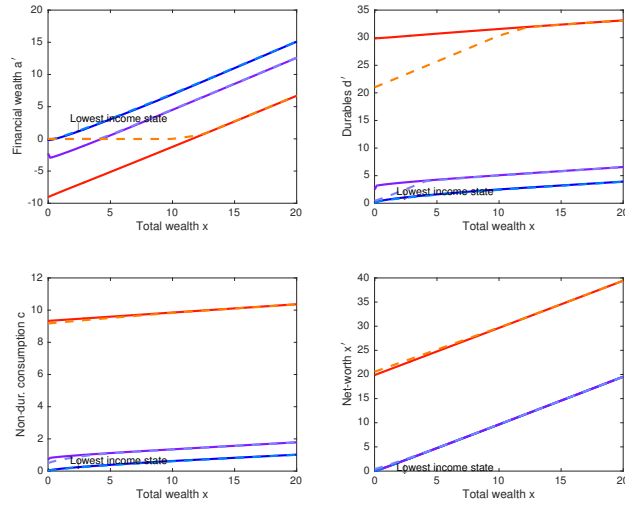 Financial wealth a′
15
10
5
0
-5
-10
Lowest income state
0 5 10 15 20
Total wealth x
Durables d′
35
30
25
20
15
10
5
0
Lowest income state
0 5 10 15 20
Total wealth x
Non-dur. consumption c
12
10
8
6
4
2
0
Lowest income state
0 5 10 15 20
Total wealth x
Net-worth x′
40
35
30
25
20
15
10
5
0
Lowest income state
0 5 10 15 20
Total wealth x